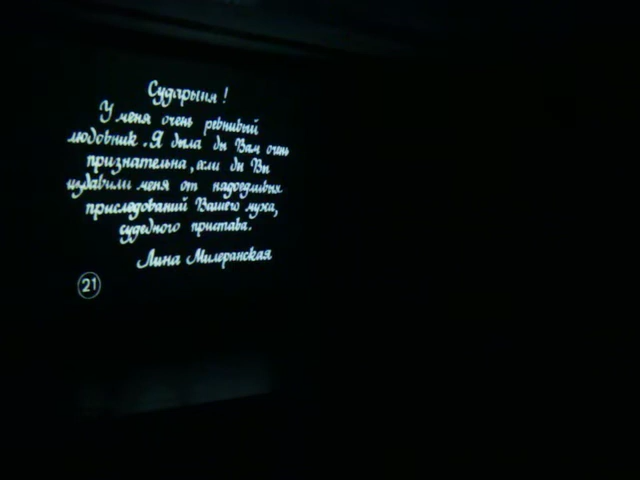 Сударыня!
У меня очень ревнивый
любовник. Я была бы Вам очень
признательна, если бы Вы
избавили меня от надоедливых
приследований Вашего мужа,
судебного пристава.
Лина Милеранская
21